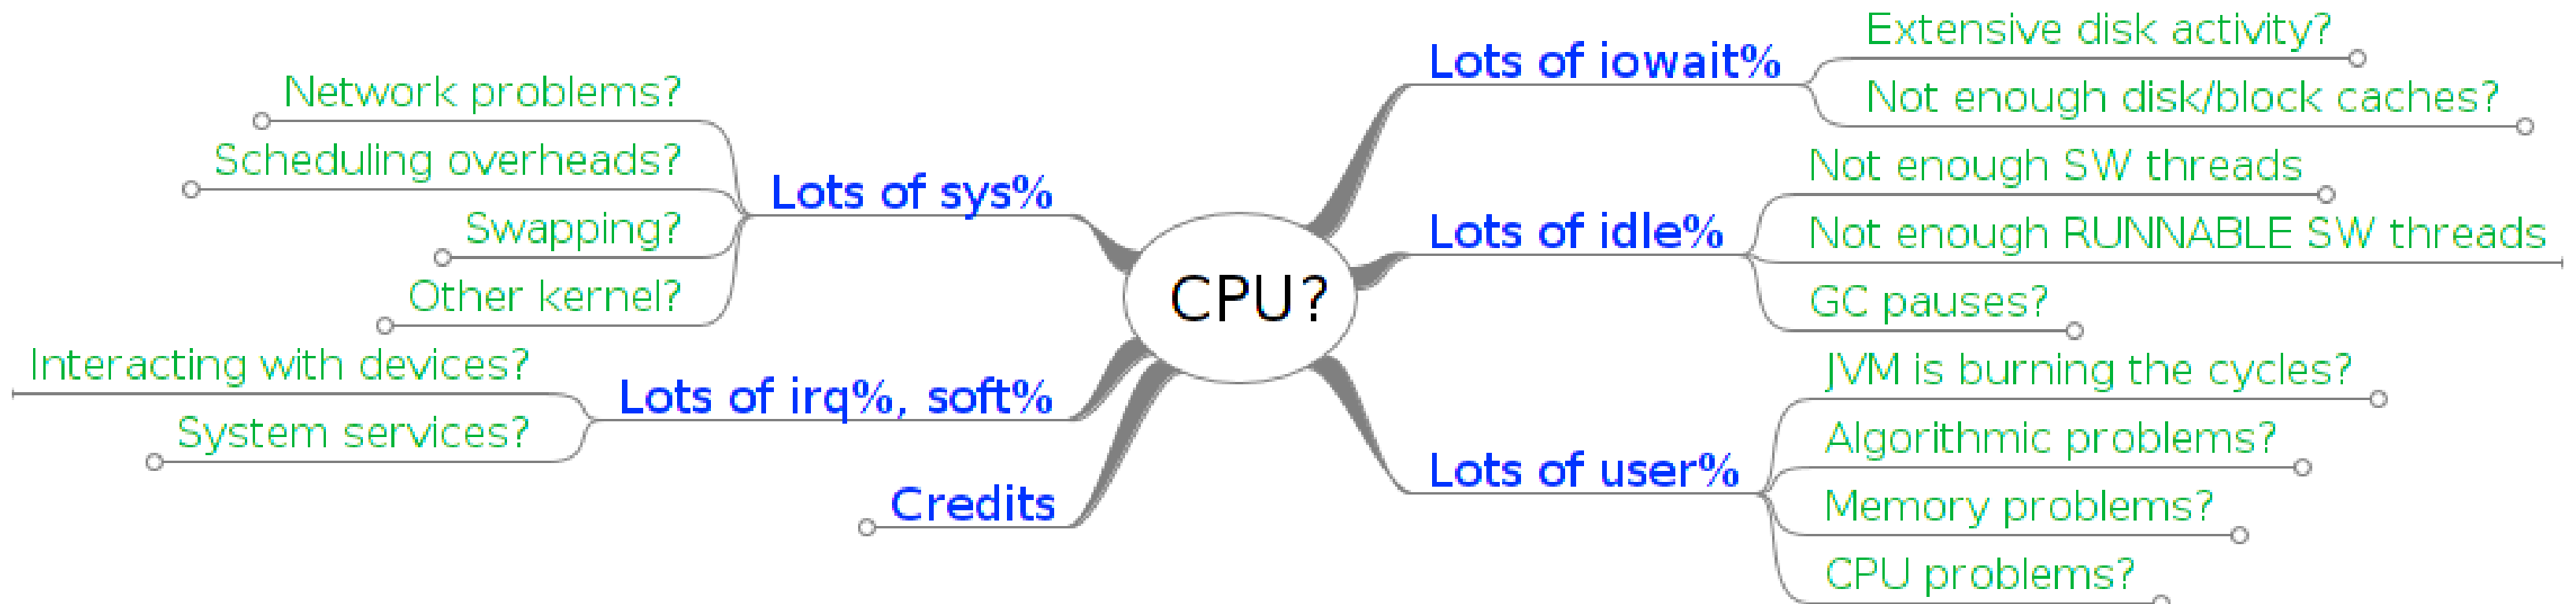 CPU?
Lots of iowait%
Extensive disk activity?
Not enough disk/block caches?
Lots of idle%
Not enough SW threads
Not enough RUNNABLE SW threads
GC pauses?
Lots of user%
JVM is burning the cycles?
Algorithmic problems?
Memory problems?
CPU problems?
Lots of sys%
Network problems?
Scheduling overheads?
Swapping?
Other kernel?
Lots of irq%, soft%
Interacting with devices?
System services?
Credits